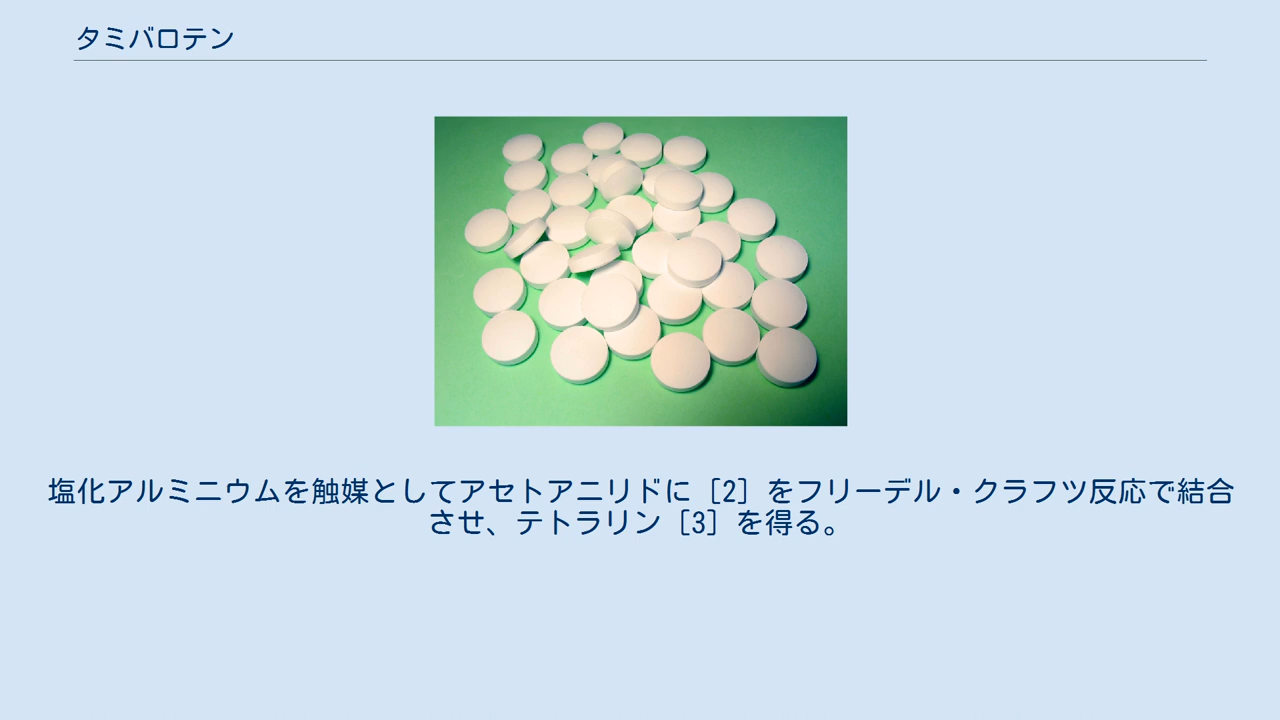 タミバロテン
塩化アルミニウムを触媒としてアセトアニリドに［2］をフリーデル・クラフツ反応で結合
させ、テトラリン［3］を得る。